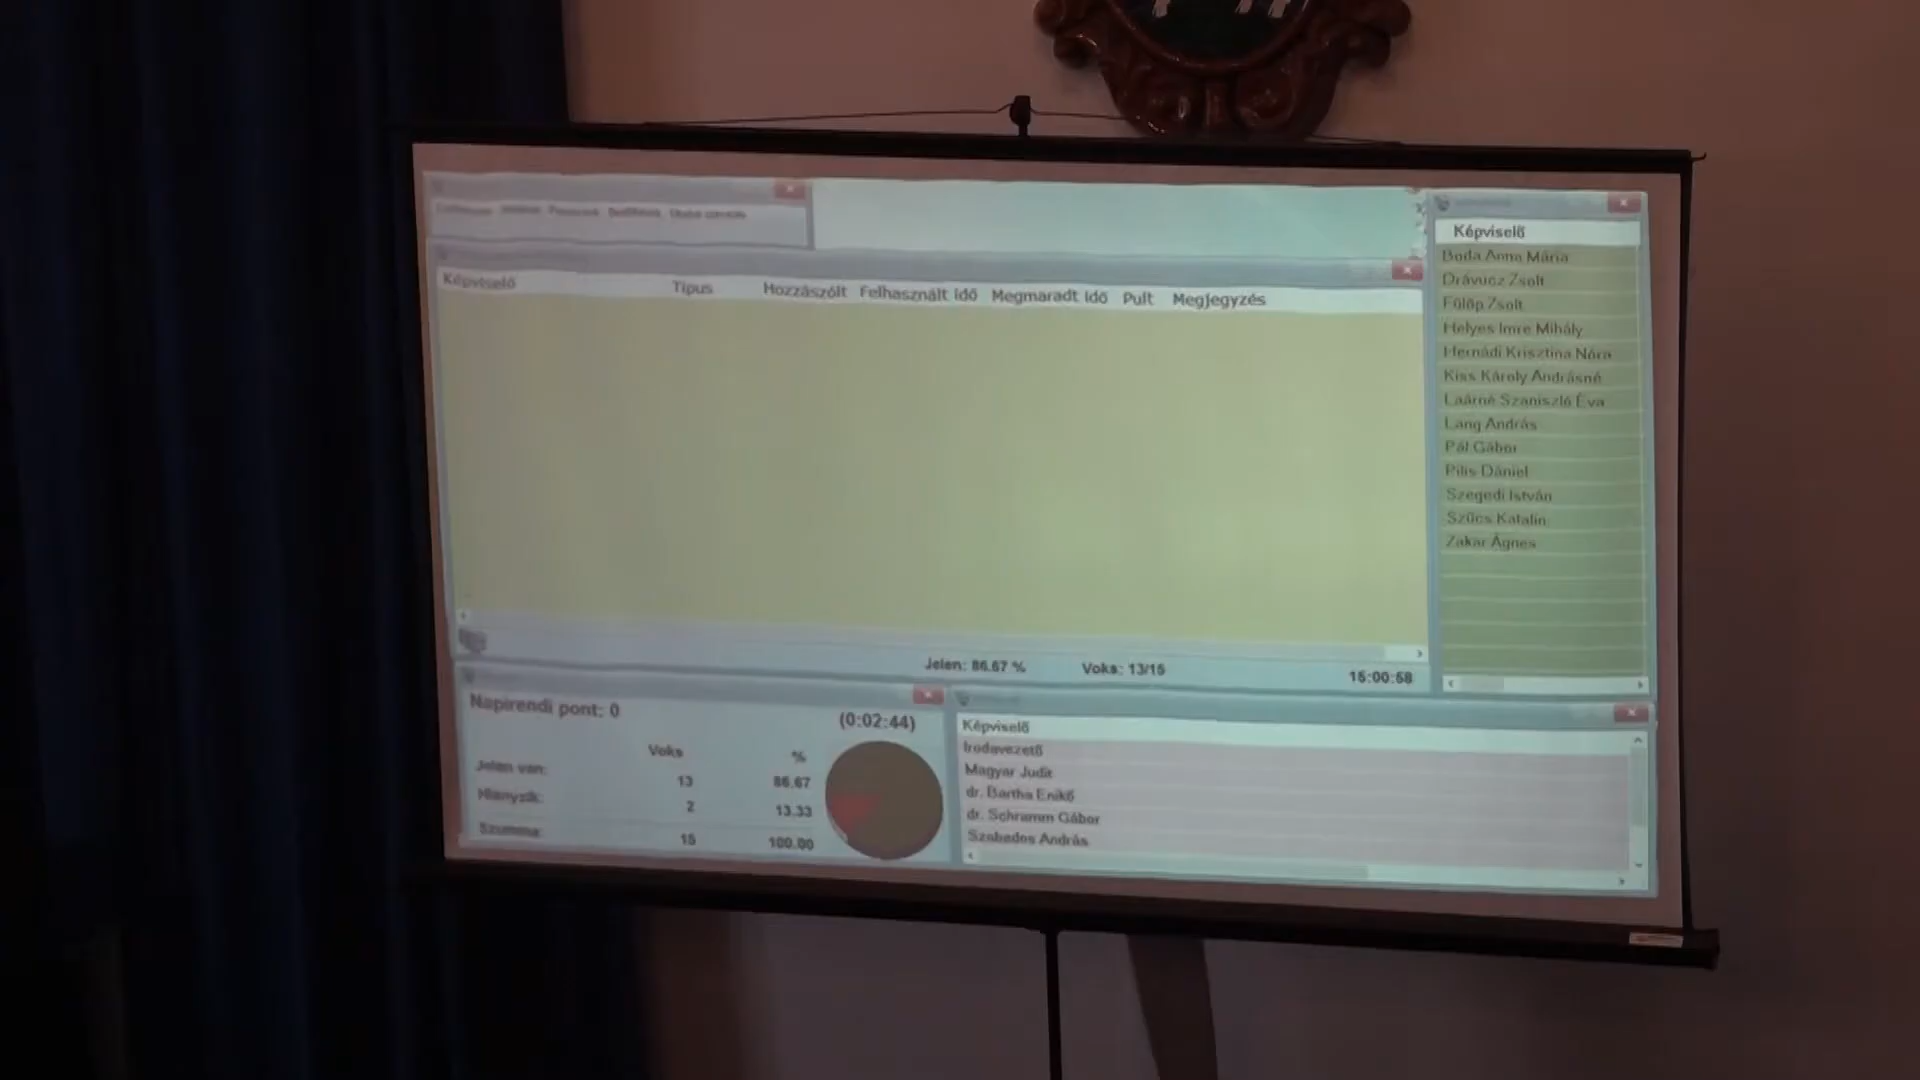 Képviselő Típus Hozzászólt Felhasznált idő Megmaradt idő Pult Megjegyzés
Jelen: 86.67 % Voks: 13/15 15:00:58
Képviselő
Boda Anna Mária
Drávucz Zsolt
Fülöp Zsolt
Helyes Imre Mihály
Hernádi Krisztina Nóra
Kiss Károly Andrásné
Laárné Szaniszló Éva
Lang András
Pál Gábor
Pilis Dániel
Szegedi István
Szűcs Katalin
Zakar Ágnes
Napirendi pont: 0 (0:02:44)
Voks %
Jelen van: 13 86.67
Hiányzik: 2 13.33
Szumma: 15 100.00
Képviselő
Irodavezető
Magyar Judit
dr. Bartha Enikő
dr. Schramm Gábor
Szabados András